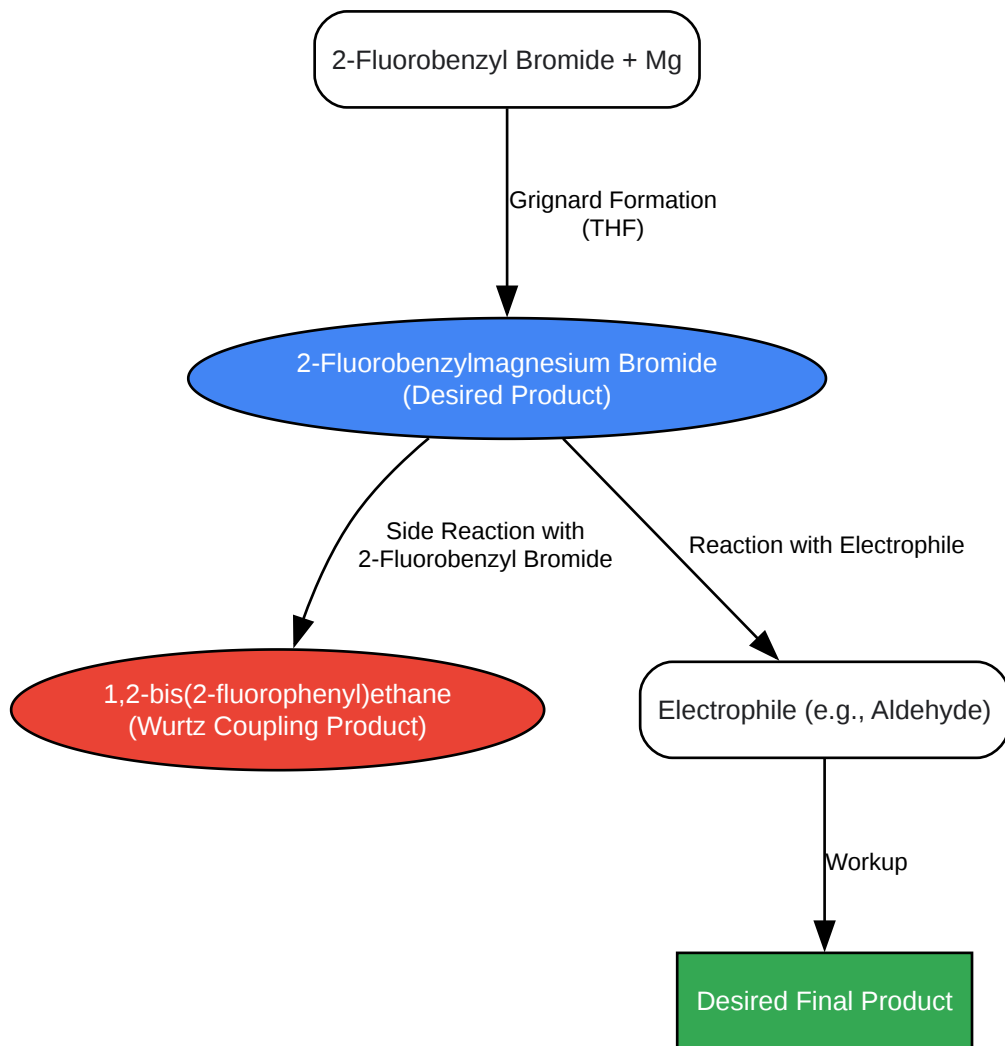 2-Fluorobenzyl Bromide + Mg
Grignard Formation
(THF)
2-Fluorobenzylmagnesium Bromide
(Desired Product)
Side Reaction with
2-Fluorobenzyl Bromide
Reaction with Electrophile
1,2-bis(2-fluorophenyl)ethane
(Wurtz Coupling Product)
Electrophile (e.g., Aldehyde)
Workup
Desired Final Product